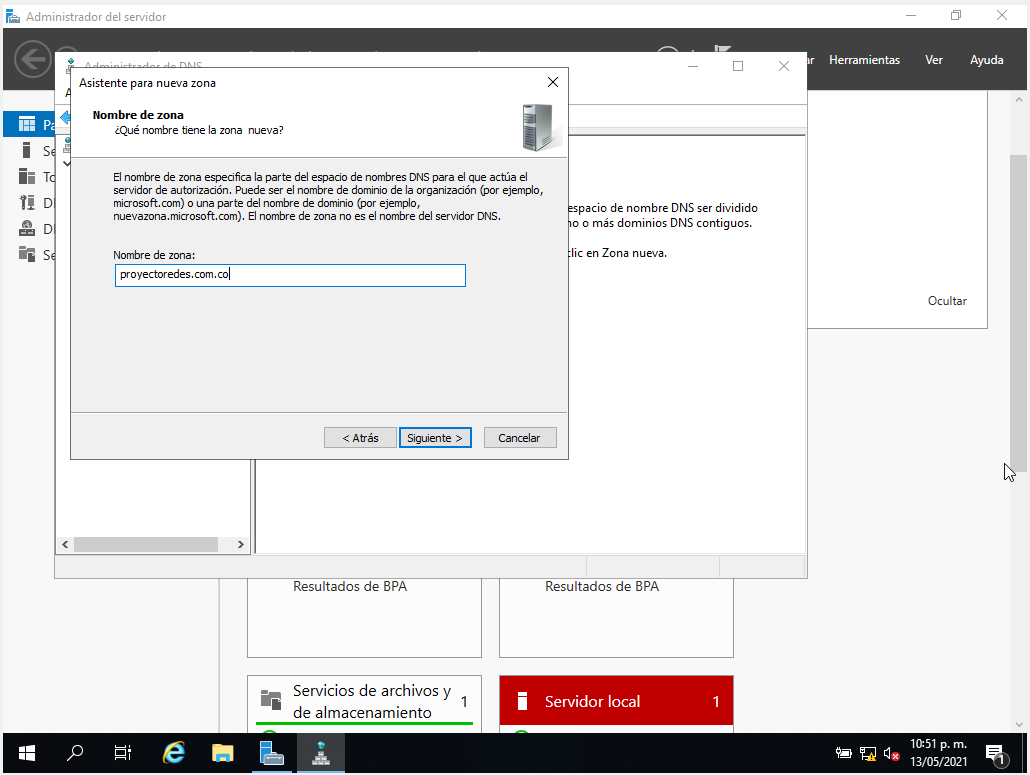 Administrador del servidor
Herramientas
Ver
Ayuda
Administrador de DNS
Asistente para nueva zona
Nombre de zona
¿Qué nombre tiene la zona nueva?
El nombre de zona especifica la parte del espacio de nombres DNS para el que actúa el
servidor de autorización. Puede ser el nombre de dominio de la organización (por ejemplo,
microsoft.com) o una parte del nombre de dominio (por ejemplo,
nuevazona.microsoft.com). El nombre de zona no es el nombre del servidor DNS.
Nombre de zona:
proyectoredes.com.co
< Atrás
Siguiente >
Cancelar
espacio de nombre DNS ser dividido
o más dominios DNS contiguos.
clic en Zona nueva.
Ocultar
Resultados de BPA
Resultados de BPA
Servicios de archivos y
de almacenamiento
1
Servidor local
1
10:51 p. m.
13/05/2021
1